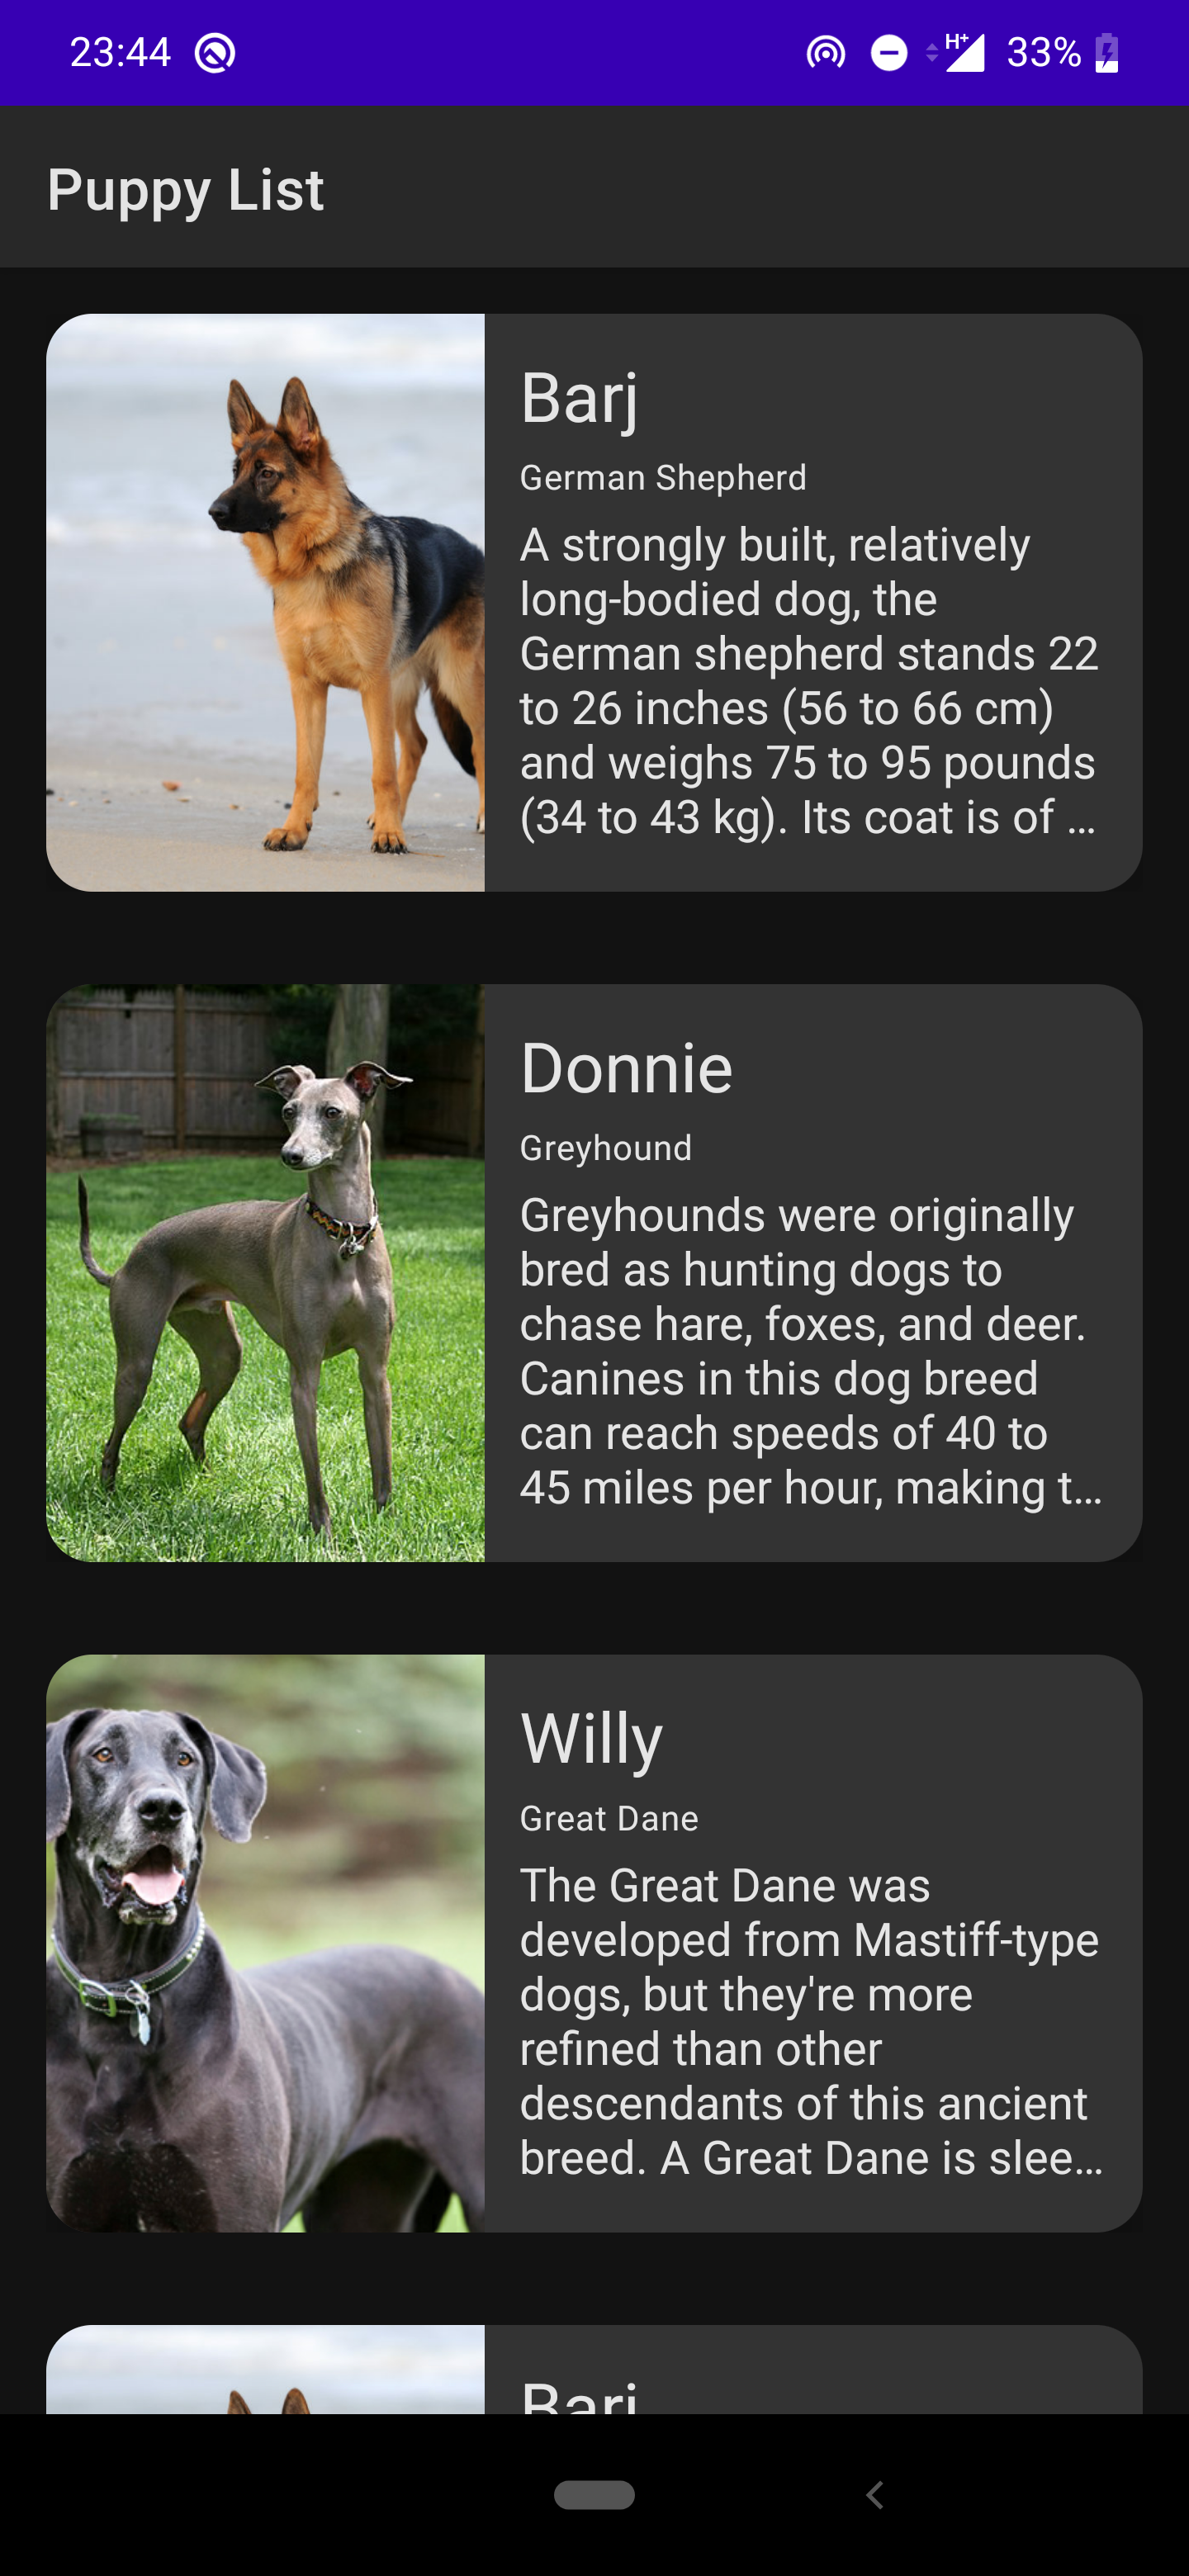 23:44 H+ 33%
Puppy List
Barj
German Shepherd
A strongly built, relatively
long-bodied dog, the
German shepherd stands 22
to 26 inches (56 to 66 cm)
and weighs 75 to 95 pounds
(34 to 43 kg). Its coat is of …
Donnie
Greyhound
Greyhounds were originally
bred as hunting dogs to
chase hare, foxes, and deer.
Canines in this dog breed
can reach speeds of 40 to
45 miles per hour, making t…
Willy
Great Dane
The Great Dane was
developed from Mastiff-type
dogs, but they're more
refined than other
descendants of this ancient
breed. A Great Dane is slee…
Barj